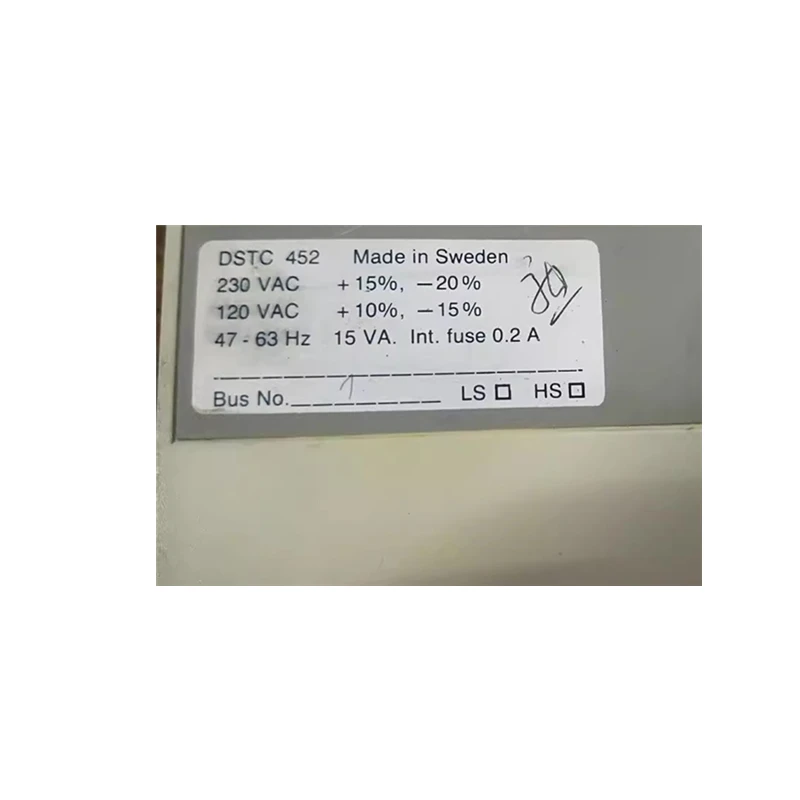 DSTC 452 Made in Sweden
230 VAC +15%, −20%
120 VAC +10%, −15%
47 - 63 Hz 15 VA. Int. fuse 0.2 A
Bus No. 1 LS ☐ HS ☐